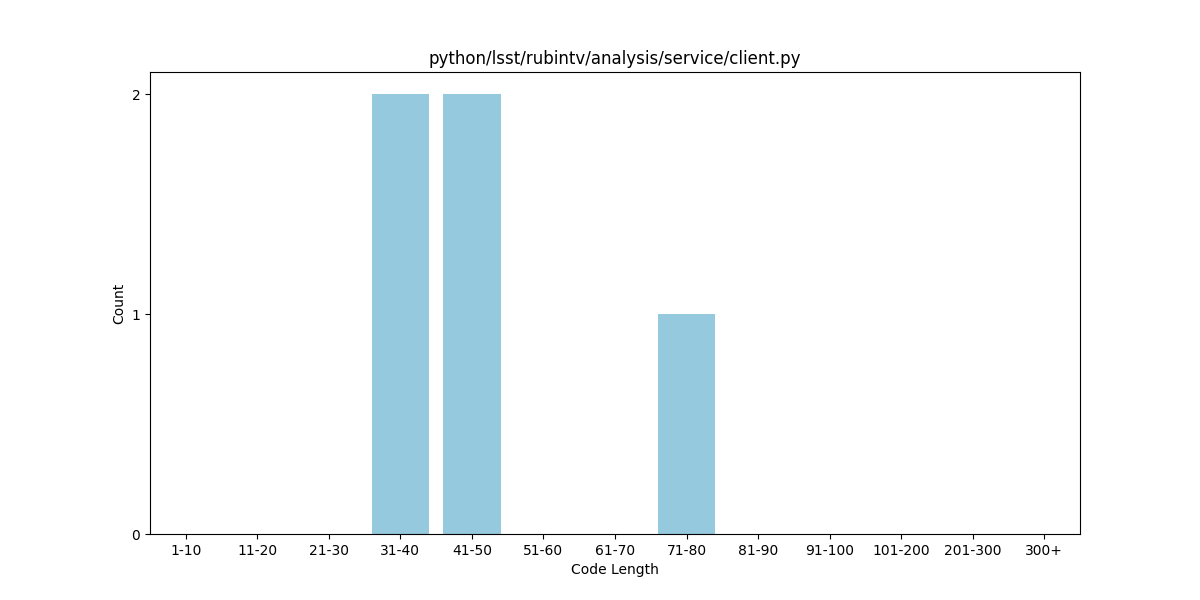 python/lsst/rubintv/analysis/service/client.py
Count
2
1
0
1-10 11-20 21-30 31-40 41-50 51-60 61-70 71-80 81-90 91-100 101-200 201-300 300+
Code Length